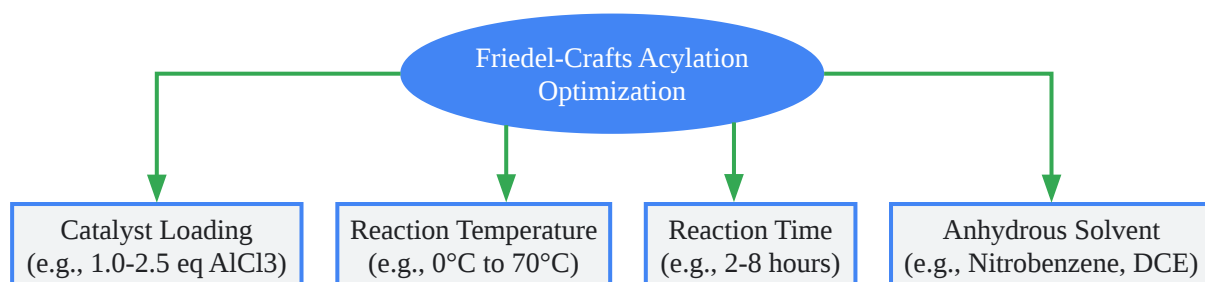 Friedel-Crafts Acylation
Optimization
Catalyst Loading
(e.g., 1.0-2.5 eq AlCl3)
Reaction Temperature
(e.g., 0°C to 70°C)
Reaction Time
(e.g., 2-8 hours)
Anhydrous Solvent
(e.g., Nitrobenzene, DCE)